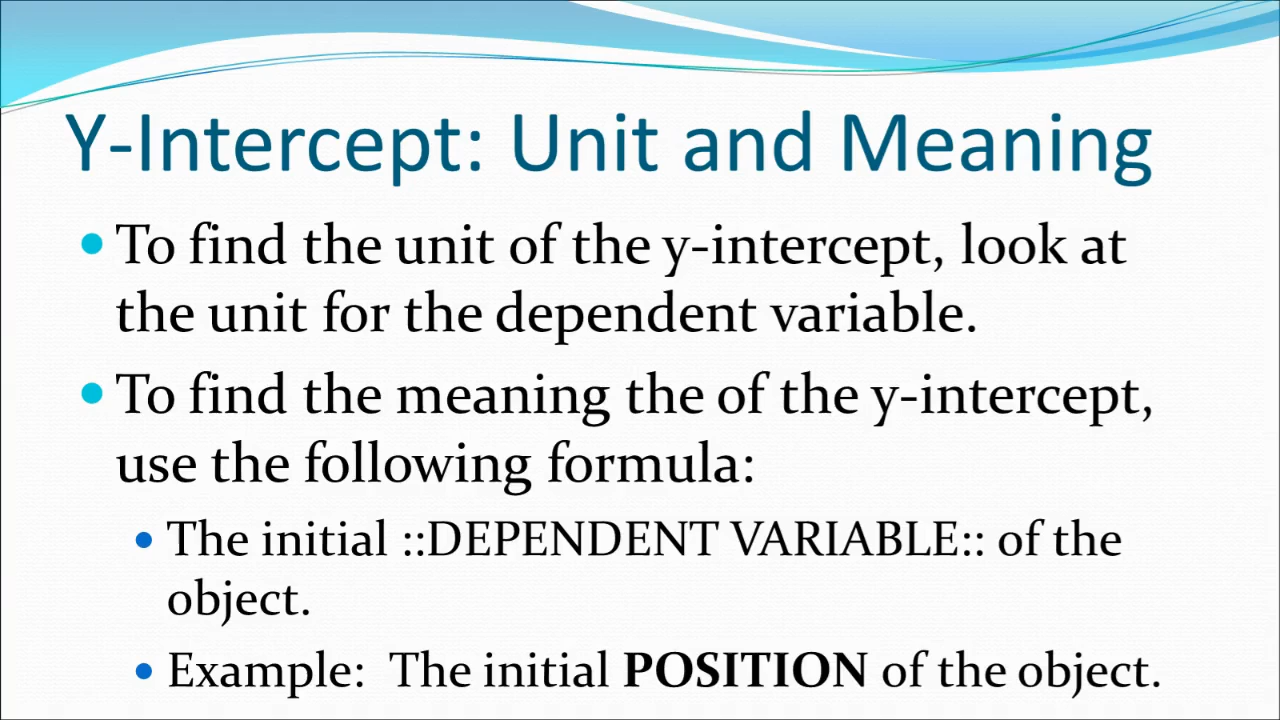 Y-Intercept: Unit and Meaning
• To find the unit of the y-intercept, look at
the unit for the dependent variable.
• To find the meaning the of the y-intercept,
use the following formula:
• The initial ::DEPENDENT VARIABLE:: of the
object.
• Example: The initial POSITION of the object.